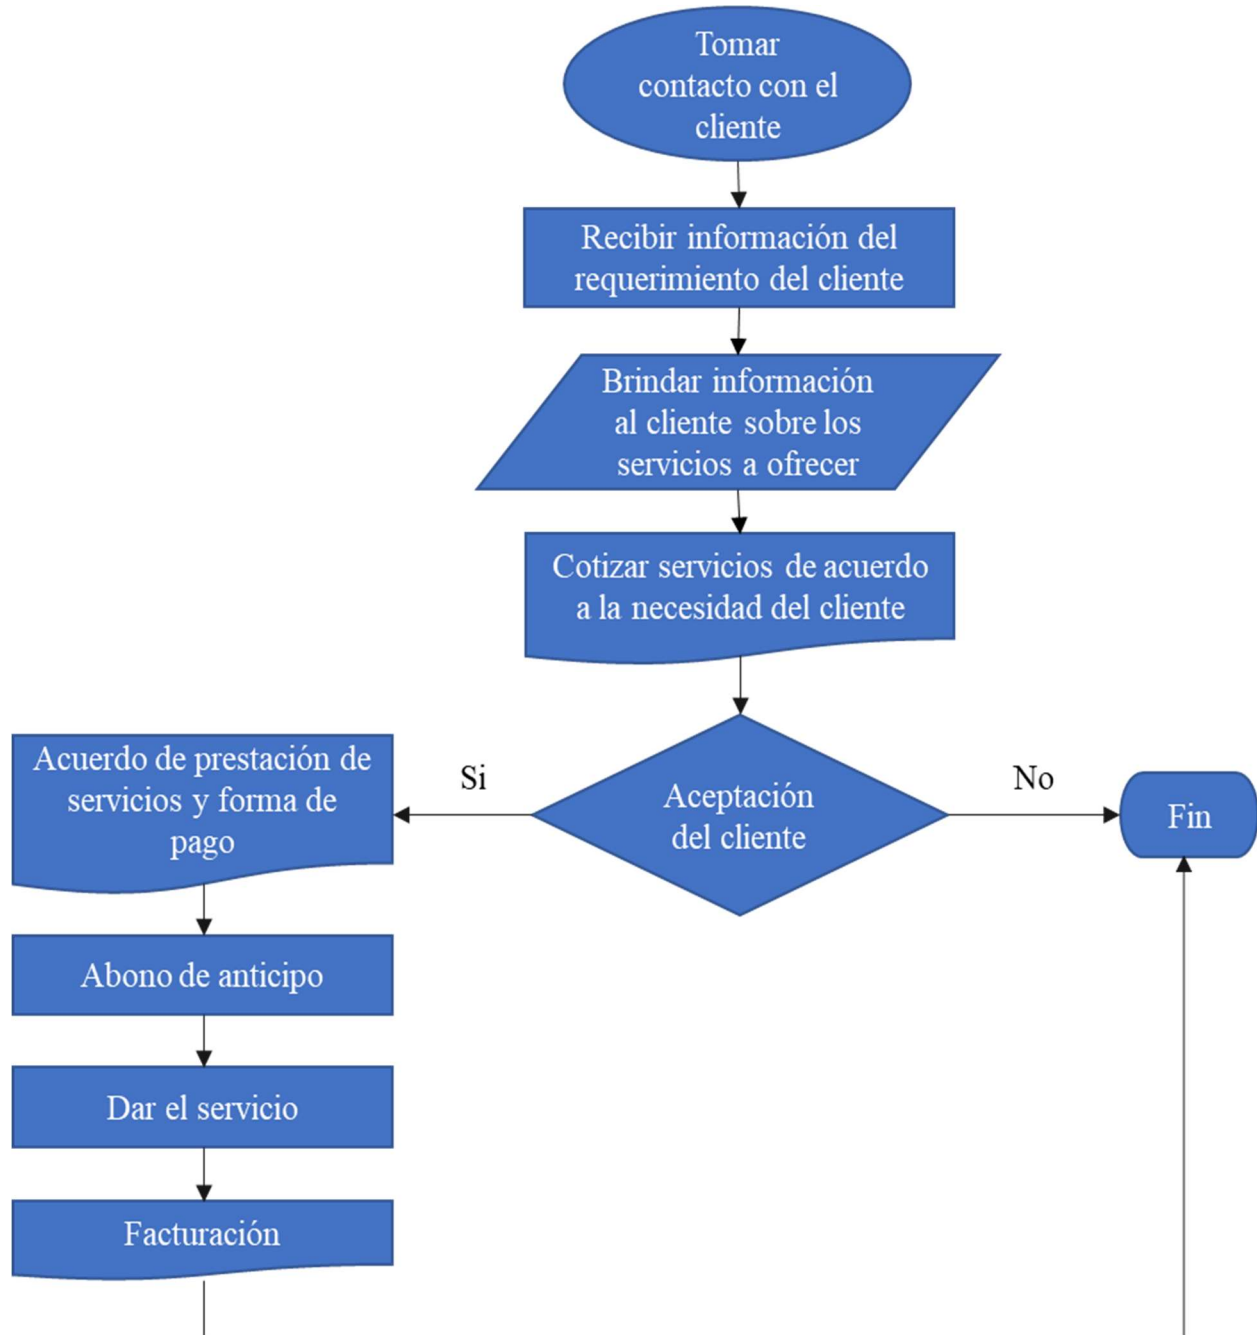 Tomar
contacto con el
cliente
Recibir información del
requerimiento del cliente
Brindar información
al cliente sobre los
servicios a ofrecer
Cotizar servicios de acuerdo
a la necesidad del cliente
Aceptación
del cliente
Si
No
Fin
Acuerdo de prestación de
servicios y forma de
pago
Abono de anticipo
Dar el servicio
Facturación